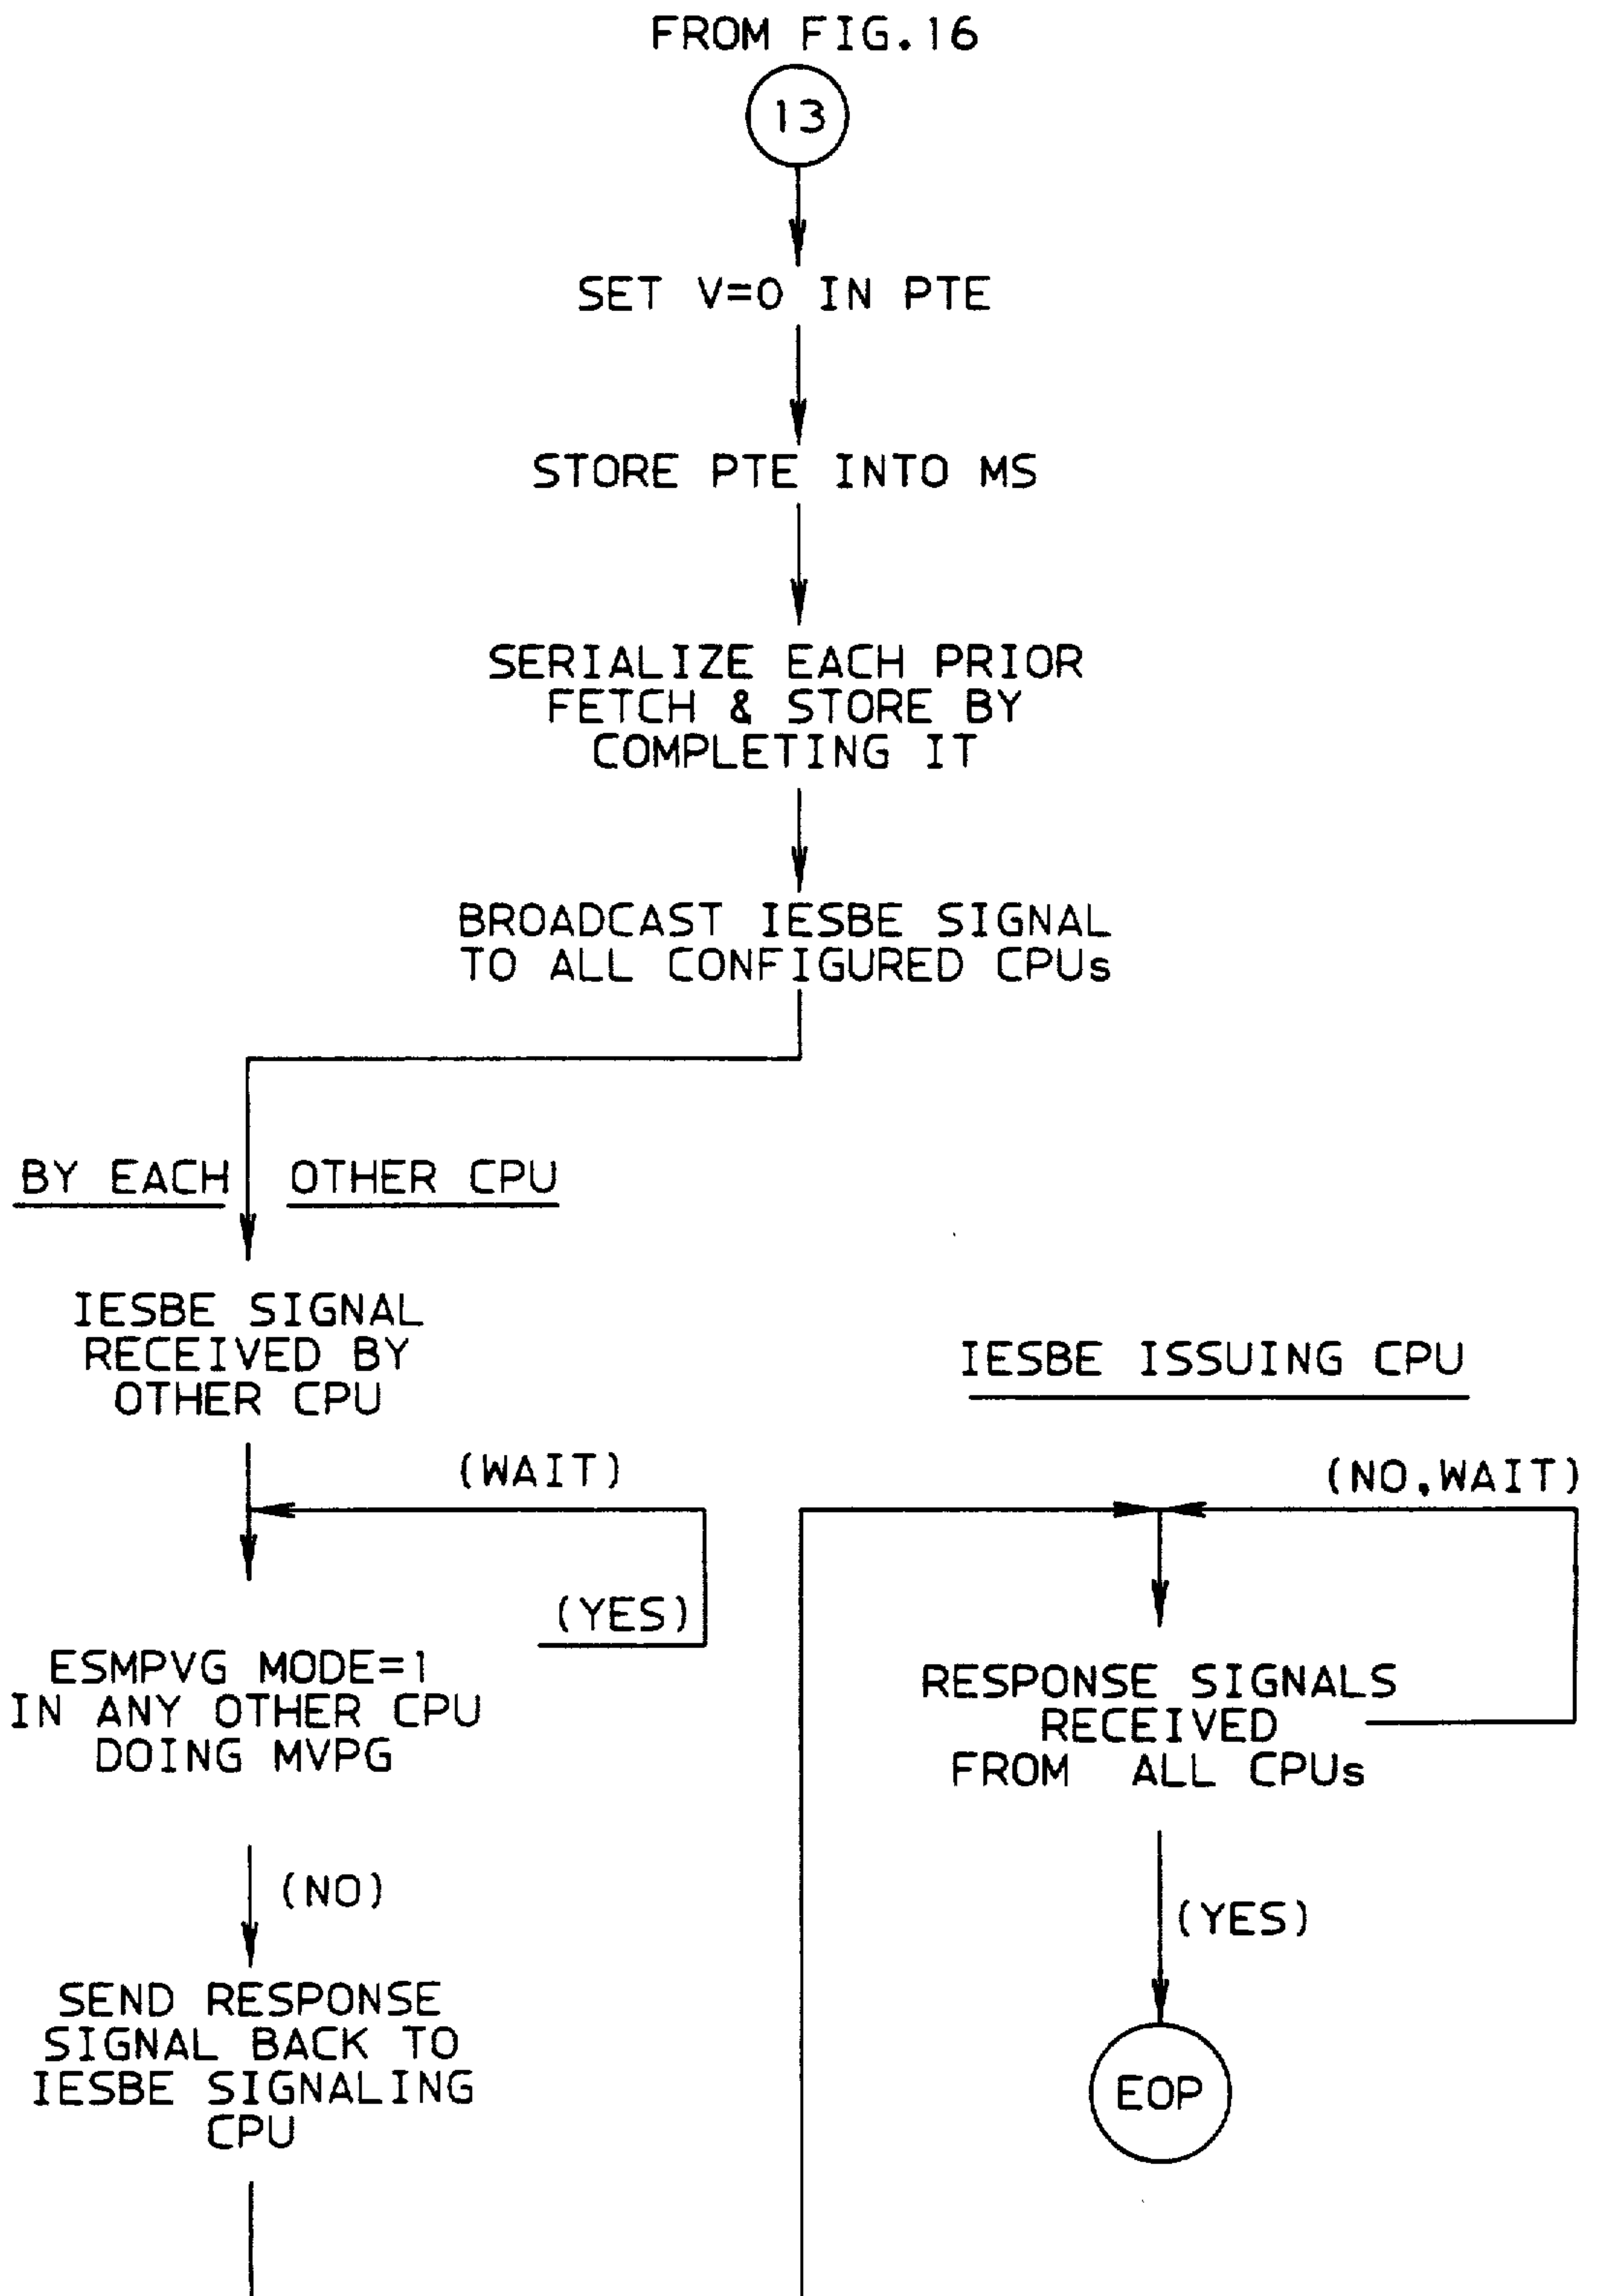 FROM FIG.16
13
SET V=0 IN PTE
STORE PTE INTO MS
SERIALIZE EACH PRIOR
FETCH & STORE BY
COMPLETING IT
BROADCAST IESBE SIGNAL
TO ALL CONFIGURED CPUs
BY EACH OTHER CPU
IESBE SIGNAL
RECEIVED BY
OTHER CPU
(WAIT)
(YES)
ESMPVG MODE=1
IN ANY OTHER CPU
DOING MVPG
(NO)
SEND RESPONSE
SIGNAL BACK TO
IESBE SIGNALING
CPU
IESBE ISSUING CPU
(NO,WAIT)
RESPONSE SIGNALS
RECEIVED
FROM ALL CPUs
(YES)
EOP